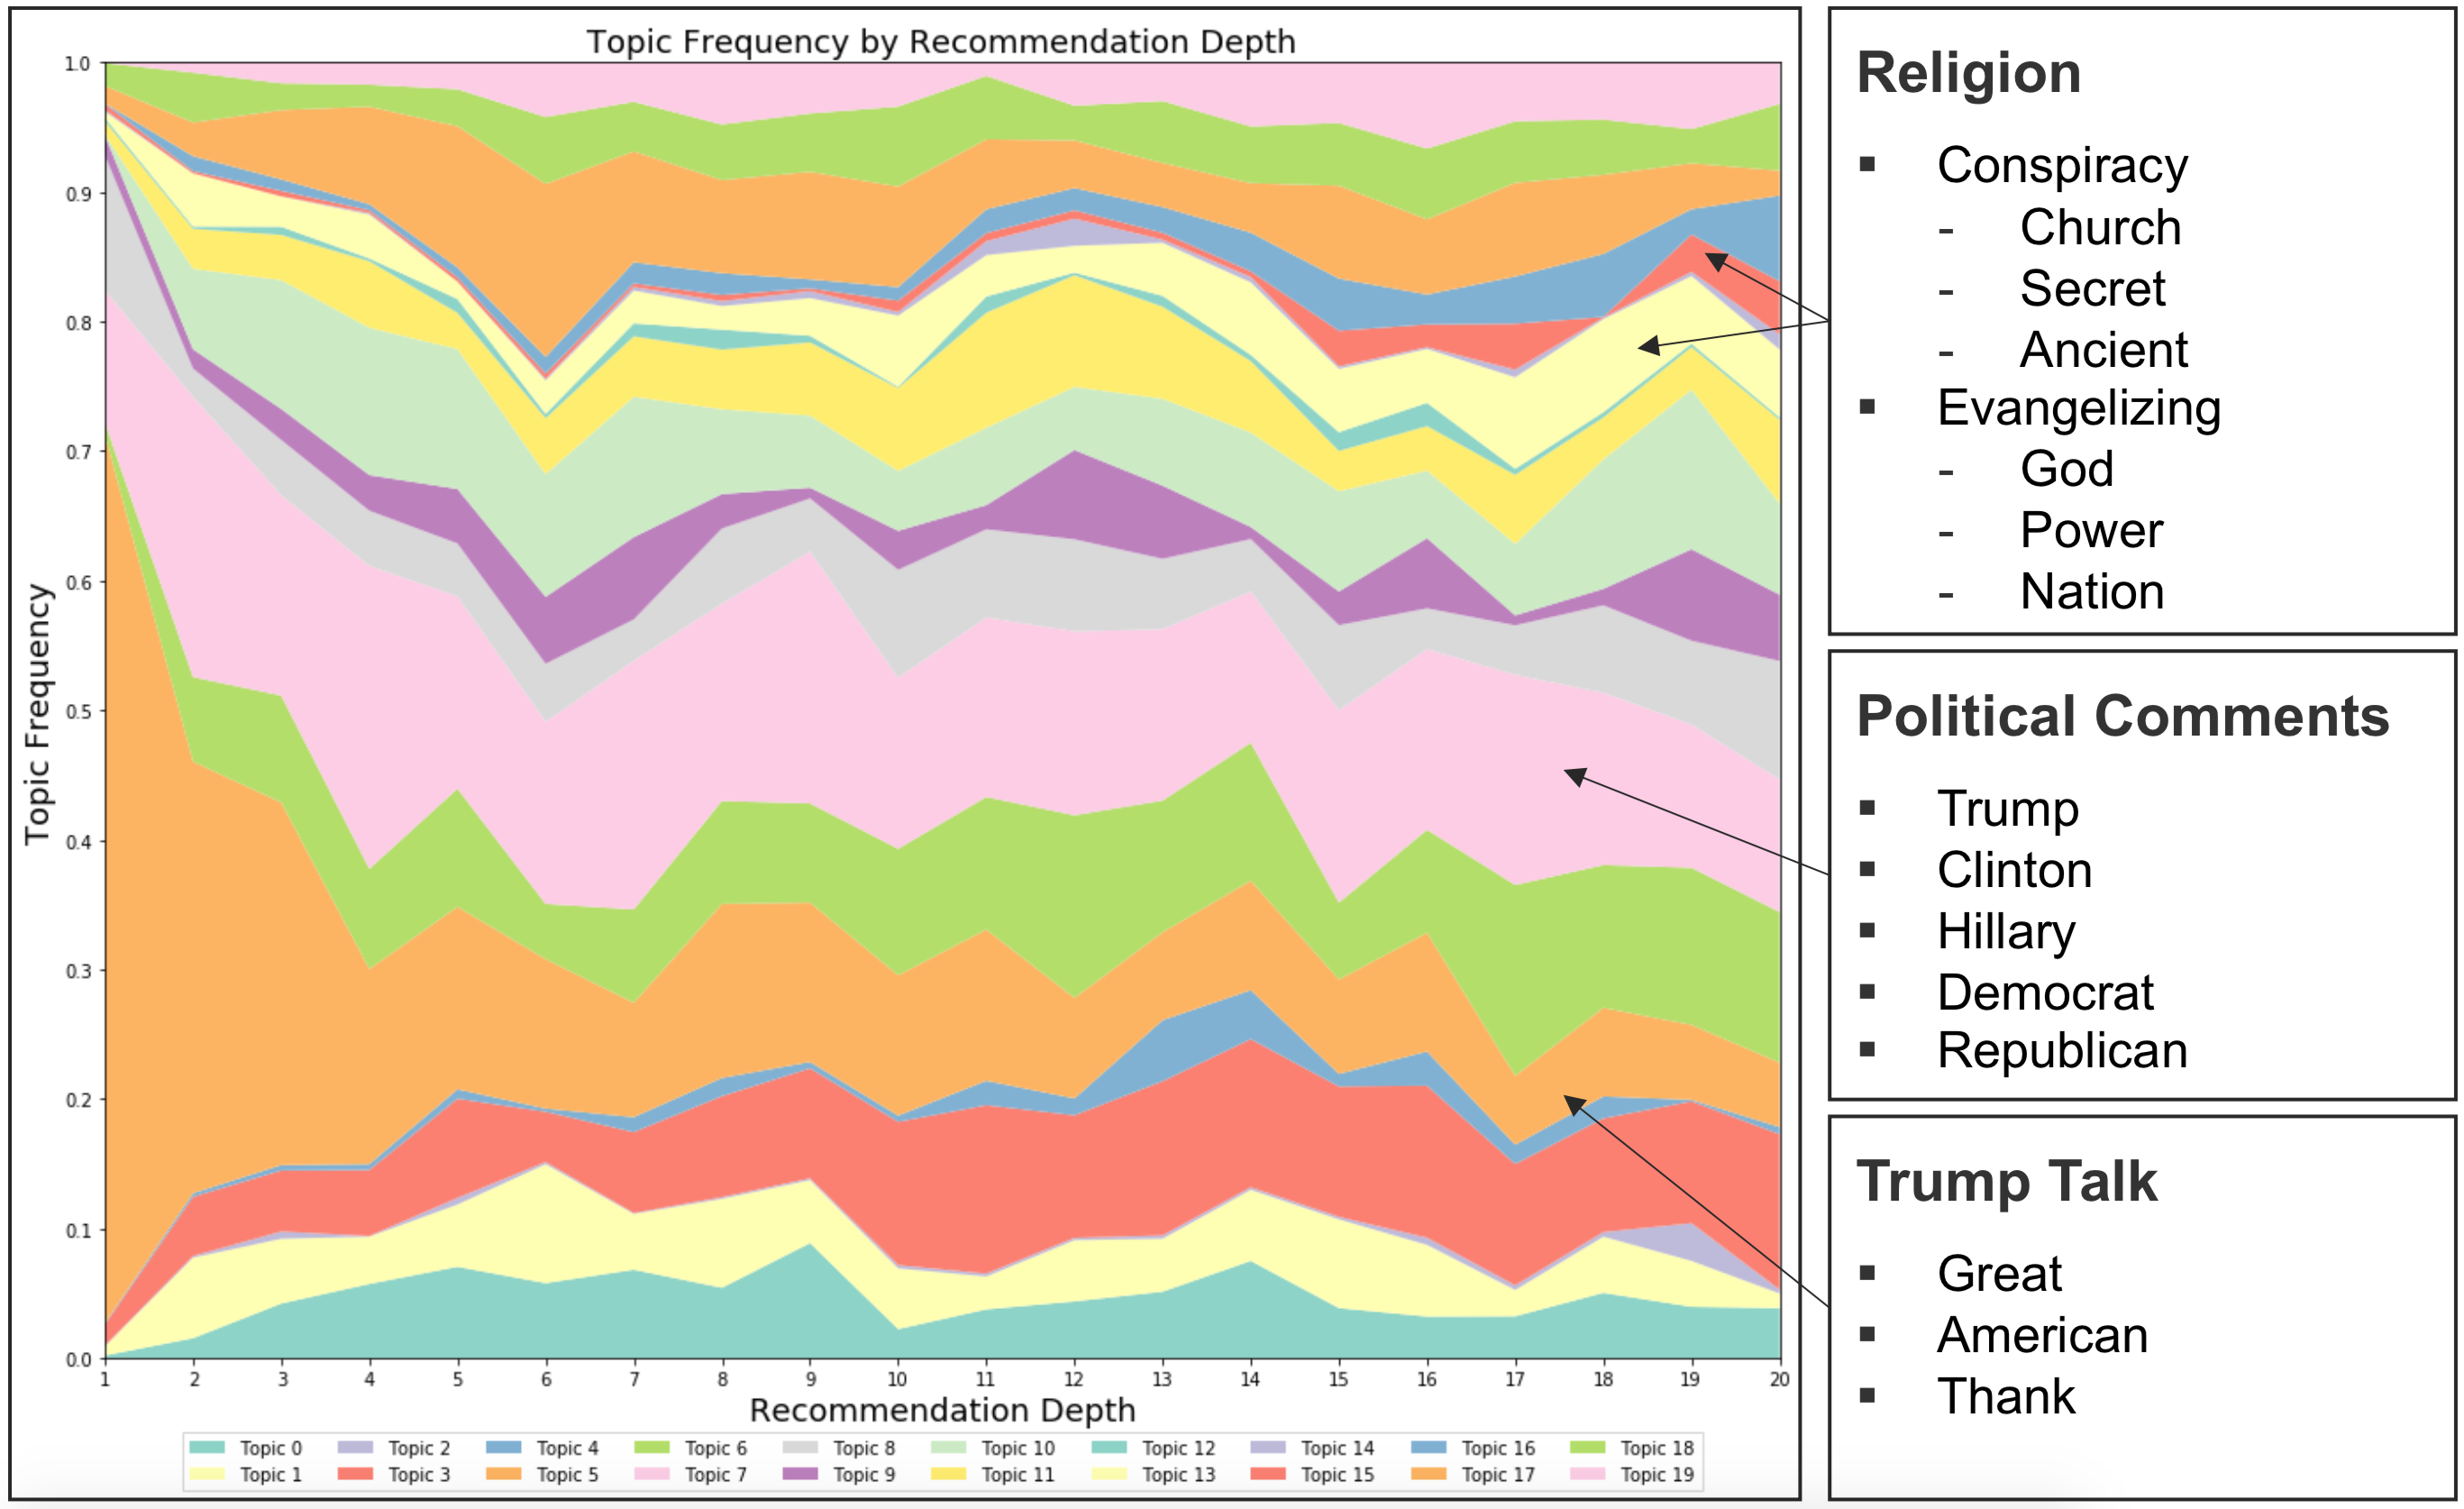 Topic Frequency by Recommendation Depth
1.0
0.9
0.8
0.7
0.6
0.5
0.4
0.3
0.2
0.1
0.0
Topic Frequency
1 2 3 4 5 6 7 8 9 10 11 12 13 14 15 16 17 18 19 20
Recommendation Depth
Topic 0 Topic 2 Topic 4 Topic 6 Topic 8 Topic 10 Topic 12 Topic 14 Topic 16 Topic 18
Topic 1 Topic 3 Topic 5 Topic 7 Topic 9 Topic 11 Topic 13 Topic 15 Topic 17 Topic 19
Religion
▪ Conspiracy
- Church
- Secret
- Ancient
▪ Evangelizing
- God
- Power
- Nation
Political Comments
▪ Trump
▪ Clinton
▪ Hillary
▪ Democrat
▪ Republican
Trump Talk
▪ Great
▪ American
▪ Thank